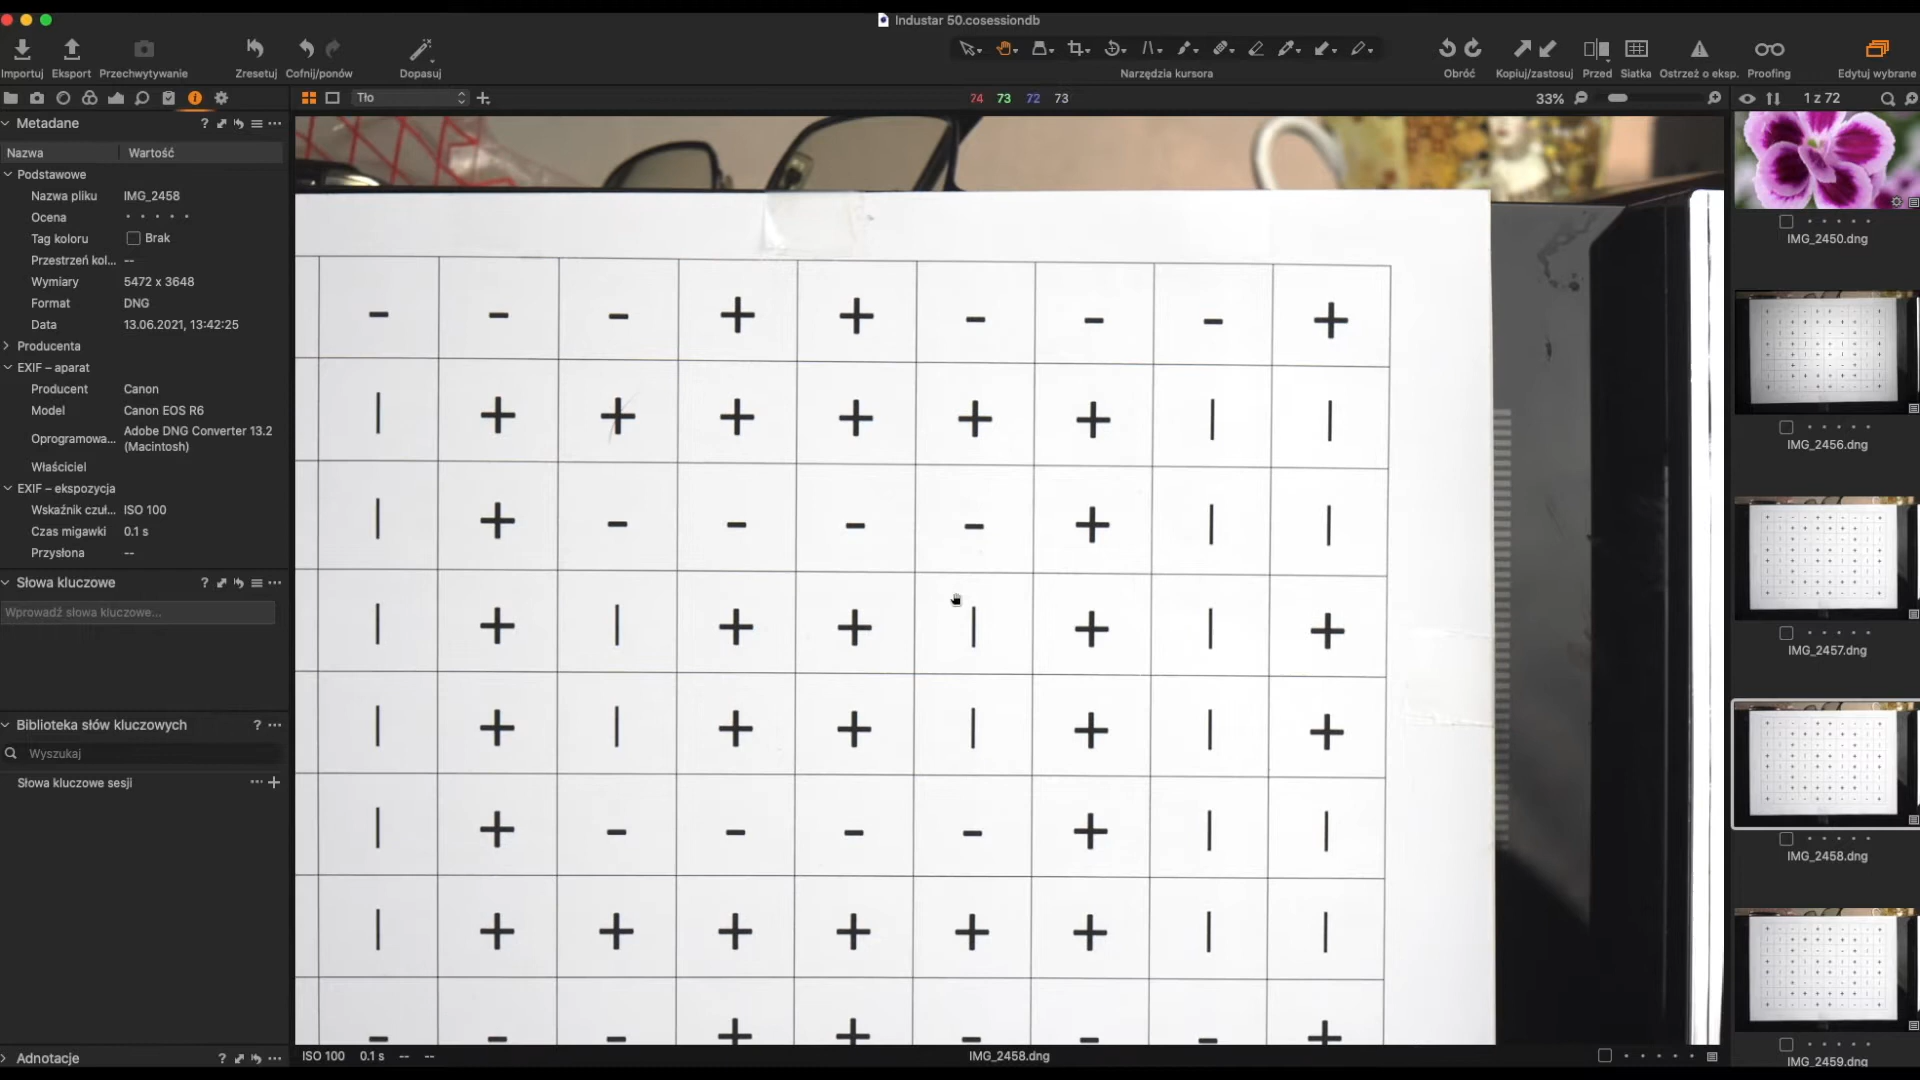 Industar 50.cosessiondb
Importuj Eksport Przechwytywanie Zresetuj Cofnij/ponów Dopasuj Narzędzia kursora Obróć Kopiuj/zastosuj Przed Siatka Ostrzeż o eksp. Proofing Edytuj wybrane
Tło 74 73 72 73 33% 1 z 72
Metadane ? ...
Nazwa Wartość
Podstawowe
Nazwa pliku IMG_2458
Ocena
Tag koloru Brak
Przestrzeń kol... --
Wymiary 5472 x 3648
Format DNG
Data 13.06.2021, 13:42:25
Producenta
EXIF – aparat
Producent Canon
Model Canon EOS R6
Oprogramowa... Adobe DNG Converter 13.2
(Macintosh)
Właściciel
EXIF – ekspozycja
Wskaźnik czuł... ISO 100
Czas migawki 0.1 s
Przysłona --
Słowa kluczowe ? ...
Wprowadź słowa kluczowe...
Biblioteka słów kluczowych ? ...
Wyszukaj
Słowa kluczowe sesji ... +
Adnotacje ? ...
- - - + + - - - +
| + + + + + + | |
| + - - - - + | |
| + | + + | + | +
| + | + + | + | +
| + - - - - + | |
| + + + + + + | |
- - - + + - - - +
ISO 100 0.1 s -- -- IMG_2458.dng
IMG_2450.dng
IMG_2456.dng
IMG_2457.dng
IMG_2458.dng
IMG_2459.dng